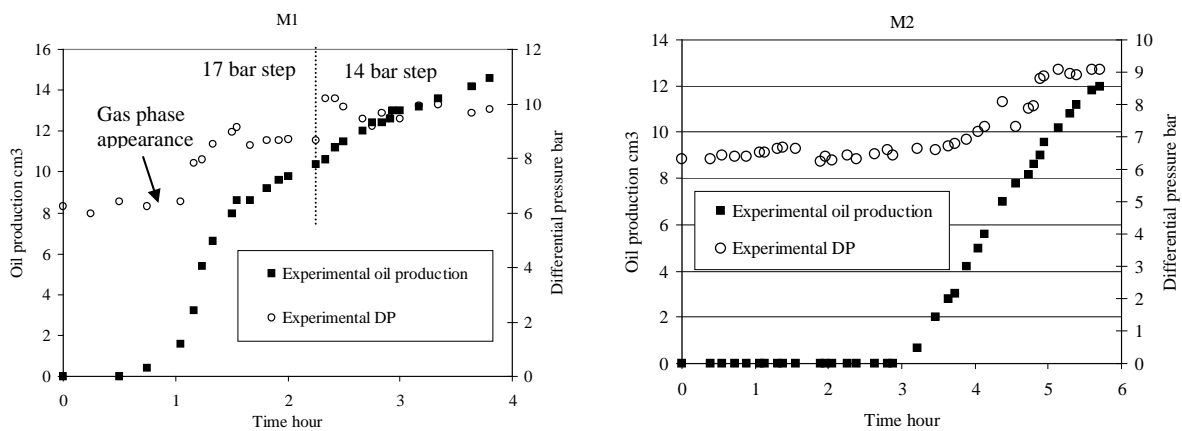 M1
16
14
12
10
8
6
4
2
0
Oil production cm3
12
10
8
6
4
2
0
Differential pressure bar
17 bar step
14 bar step
Gas phase
appearance
Experimental oil production
Experimental DP
0 1 2 3 4
Time hour
M2
14
12
10
8
6
4
2
0
Oil production cm3
10
9
8
7
6
5
4
3
2
1
0
Differential pressure bar
Experimental oil production
Experimental DP
0 1 2 3 4 5 6
Time hour